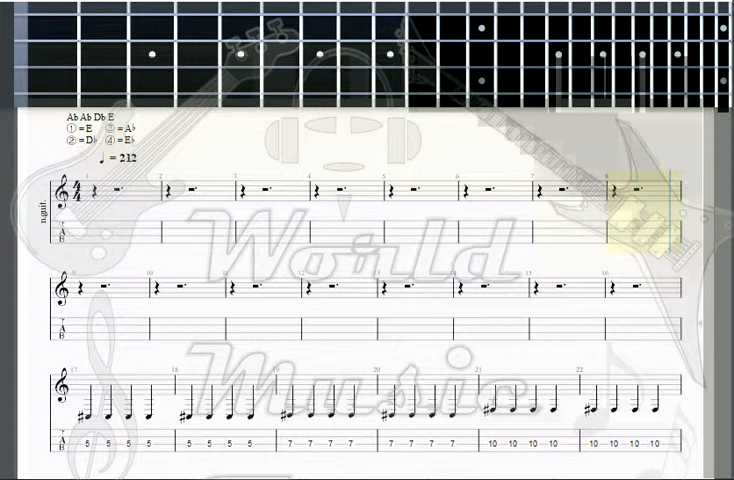 Ab Ab Db E
① = E ③ = A♭
② = D♭ ④ = E♭
♩ = 212
n.guit.
1 2 3 4 5 6 7 8
4
4
T
A
B
World
9 10 11 12 13 14 15 16
T
A
B
17 18 19 20 21 22
Music
T
A
B
5 5 5 5 5 5 5 5 7 7 7 7 7 7 7 7 10 10 10 10 10 10 10 10